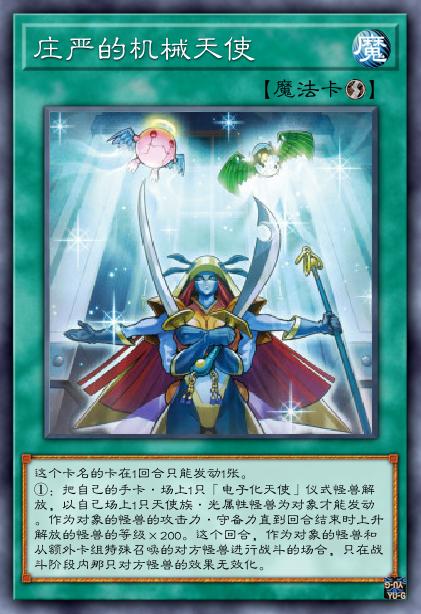 庄严的机械天使
魔
【魔法卡】
这个卡名的卡在1回合只能发动1张。
①：把自己的手卡·场上1只「电子化天使」仪式怪兽解
放，以自己场上1只天使族·光属性怪兽为对象才能发动
。作为对象的怪兽的攻击力·守备力直到回合结束时上升
解放的怪兽的等级×200。这个回合，作为对象的怪兽和
从额外卡组特殊召唤的对方怪兽进行战斗的场合，只在战
斗阶段内那只对方怪兽的效果无效化。